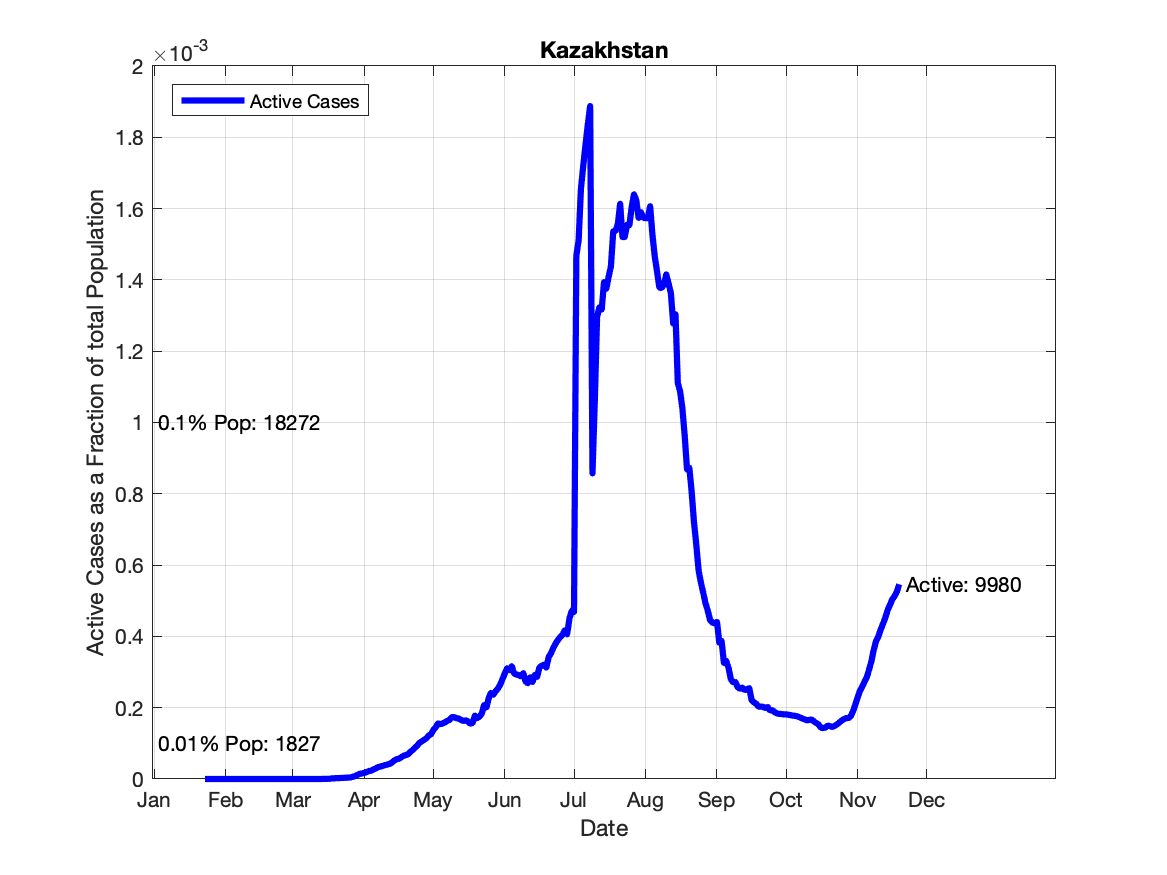 Kazakhstan
×10-3
2
1.8
1.6
1.4
1.2
1
0.8
0.6
0.4
0.2
0
Active Cases
0.1% Pop: 18272
0.01% Pop: 1827
Active: 9980
Active Cases as a Fraction of total Population
Jan Feb Mar Apr May Jun Jul Aug Sep Oct Nov Dec
Date